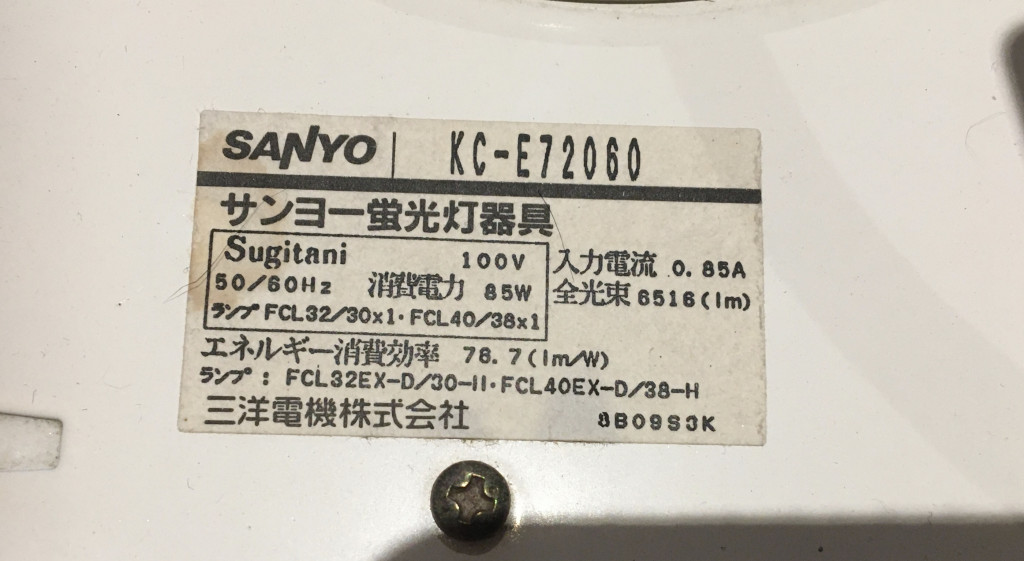 SANYO KC-E72060
サンヨー蛍光灯器具
Sugitani 100V
50/60Hz 消費電力 85W
ランプ FCL32/30x1・FCL40/38x1
入力電流 0.85A
全光束 6516(lm)
エネルギー消費効率 76.7(lm/W)
ランプ: FCL32EX-D/30-H・FCL40EX-D/38-H
三洋電機株式会社 8B09S3K